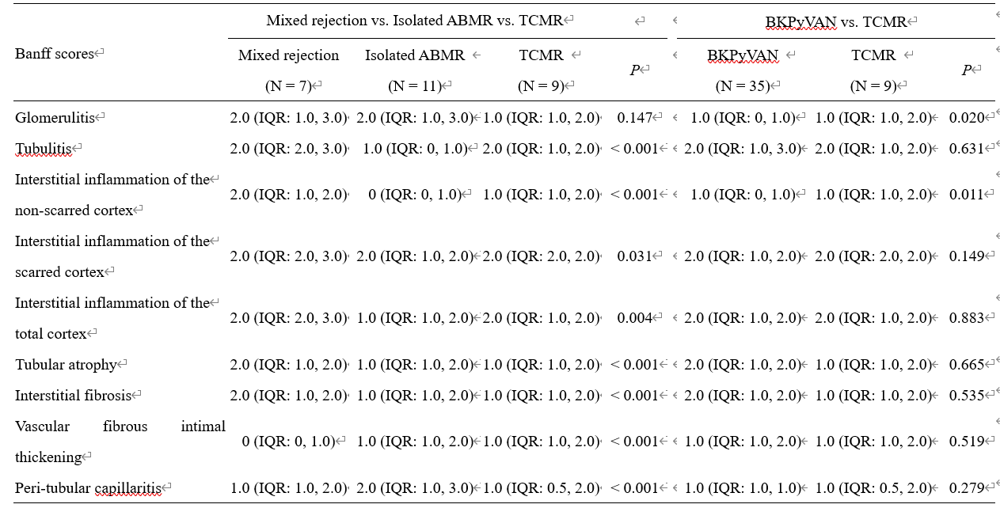 Mixed rejection vs. Isolated ABMR vs. TCMR BKPyVAN vs. TCMR
Banff scores Mixed rejection Isolated ABMR TCMR P BKPyVAN TCMR P
(N = 7) (N = 11) (N = 9) (N = 35) (N = 9)
Glomerulitis 2.0 (IQR: 1.0, 3.0) 2.0 (IQR: 1.0, 3.0) 1.0 (IQR: 1.0, 2.0) 0.147 1.0 (IQR: 0, 1.0) 1.0 (IQR: 1.0, 2.0) 0.020
Tubulitis 2.0 (IQR: 2.0, 3.0) 1.0 (IQR: 0, 1.0) 2.0 (IQR: 1.0, 2.0) < 0.001 2.0 (IQR: 1.0, 3.0) 2.0 (IQR: 1.0, 2.0) 0.631
Interstitial inflammation of the
non-scarred cortex 2.0 (IQR: 1.0, 2.0) 0 (IQR: 0, 1.0) 1.0 (IQR: 1.0, 2.0) < 0.001 1.0 (IQR: 0, 1.0) 1.0 (IQR: 1.0, 2.0) 0.011
Interstitial inflammation of the
scarred cortex 2.0 (IQR: 2.0, 3.0) 2.0 (IQR: 1.0, 2.0) 2.0 (IQR: 2.0, 2.0) 0.031 2.0 (IQR: 1.0, 2.0) 2.0 (IQR: 2.0, 2.0) 0.149
Interstitial inflammation of the
total cortex 2.0 (IQR: 2.0, 3.0) 1.0 (IQR: 1.0, 2.0) 2.0 (IQR: 1.0, 2.0) 0.004 2.0 (IQR: 1.0, 2.0) 2.0 (IQR: 1.0, 2.0) 0.883
Tubular atrophy 2.0 (IQR: 1.0, 2.0) 1.0 (IQR: 1.0, 2.0) 1.0 (IQR: 1.0, 2.0) < 0.001 2.0 (IQR: 1.0, 2.0) 1.0 (IQR: 1.0, 2.0) 0.665
Interstitial fibrosis 2.0 (IQR: 1.0, 2.0) 1.0 (IQR: 1.0, 2.0) 1.0 (IQR: 1.0, 2.0) < 0.001 2.0 (IQR: 1.0, 2.0) 1.0 (IQR: 1.0, 2.0) 0.535
Vascular fibrous intimal
thickening 0 (IQR: 0, 1.0) 1.0 (IQR: 1.0, 2.0) 1.0 (IQR: 1.0, 2.0) < 0.001 1.0 (IQR: 1.0, 2.0) 1.0 (IQR: 1.0, 2.0) 0.519
Peri-tubular capillaritis 1.0 (IQR: 1.0, 2.0) 2.0 (IQR: 1.0, 3.0) 1.0 (IQR: 0.5, 2.0) < 0.001 1.0 (IQR: 1.0, 1.0) 1.0 (IQR: 0.5, 2.0) 0.279